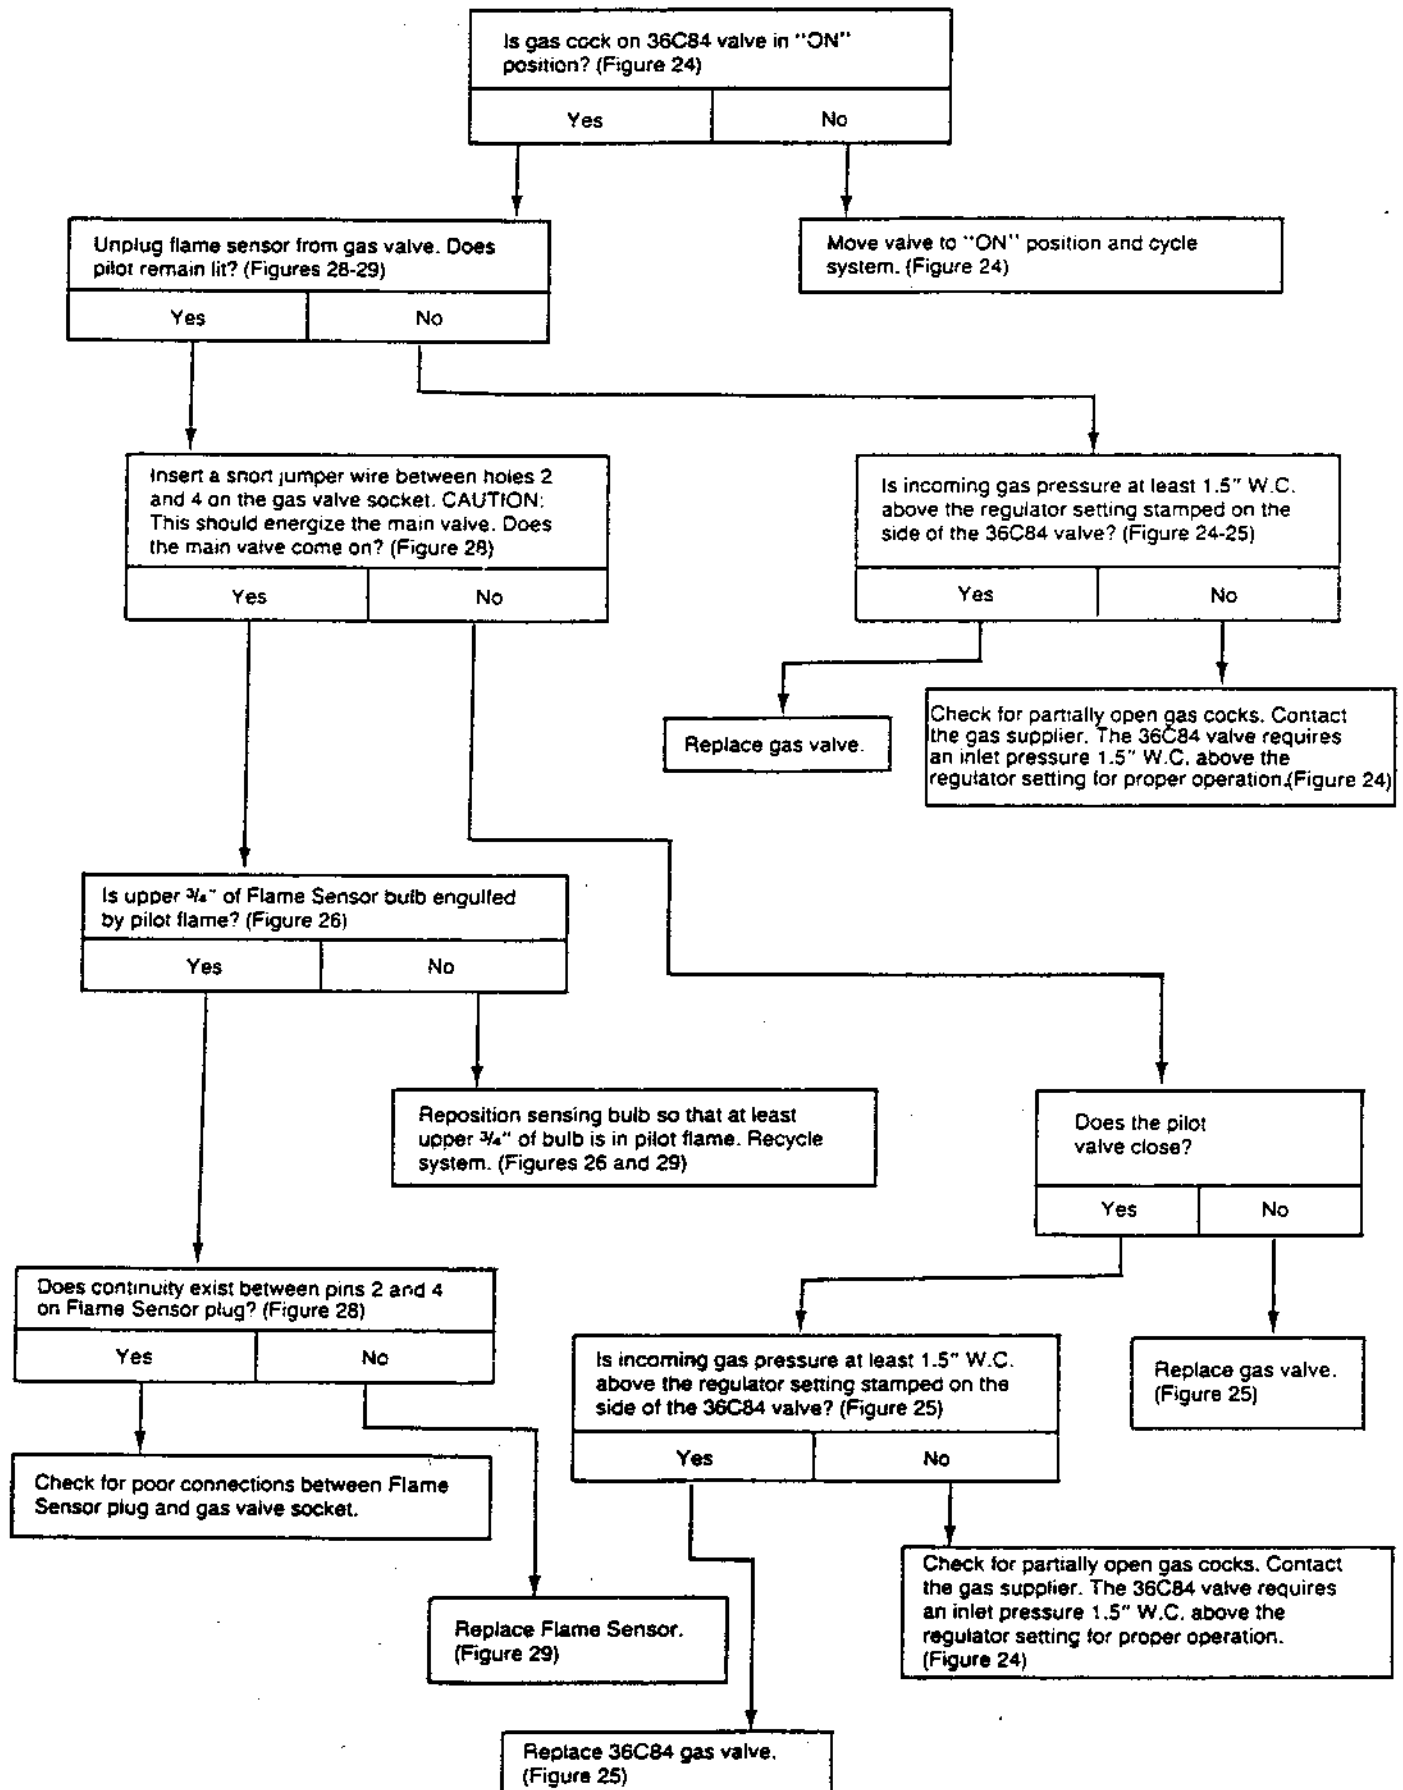 Is gas cock on 36C84 valve in "ON"
position? (Figure 24)
Yes
No
Unplug flame sensor from gas valve. Does
pilot remain lit? (Figures 28-29)
Yes
No
Move valve to "ON" position and cycle
system. (Figure 24)
Insert a short jumper wire between holes 2
and 4 on the gas valve socket. CAUTION:
This should energize the main valve. Does
the main valve come on? (Figure 28)
Yes
No
Is incoming gas pressure at least 1.5" W.C.
above the regulator setting stamped on the
side of the 36C84 valve? (Figure 24-25)
Yes
No
Replace gas valve.
Check for partially open gas cocks. Contact
the gas supplier. The 36C84 valve requires
an inlet pressure 1.5" W.C. above the
regulator setting for proper operation.(Figure 24)
Is upper 3/4" of Flame Sensor bulb engulfed
by pilot flame? (Figure 26)
Yes
No
Reposition sensing bulb so that at least
upper 3/4" of bulb is in pilot flame. Recycle
system. (Figures 26 and 29)
Does the pilot
valve close?
Yes
No
Does continuity exist between pins 2 and 4
on Flame Sensor plug? (Figure 28)
Yes
No
Is incoming gas pressure at least 1.5" W.C.
above the regulator setting stamped on the
side of the 36C84 valve? (Figure 25)
Yes
No
Replace gas valve.
(Figure 25)
Check for poor connections between Flame
Sensor plug and gas valve socket.
Replace Flame Sensor.
(Figure 29)
Check for partially open gas cocks. Contact
the gas supplier. The 36C84 valve requires
an inlet pressure 1.5" W.C. above the
regulator setting for proper operation.
(Figure 24)
Replace 36C84 gas valve.
(Figure 25)